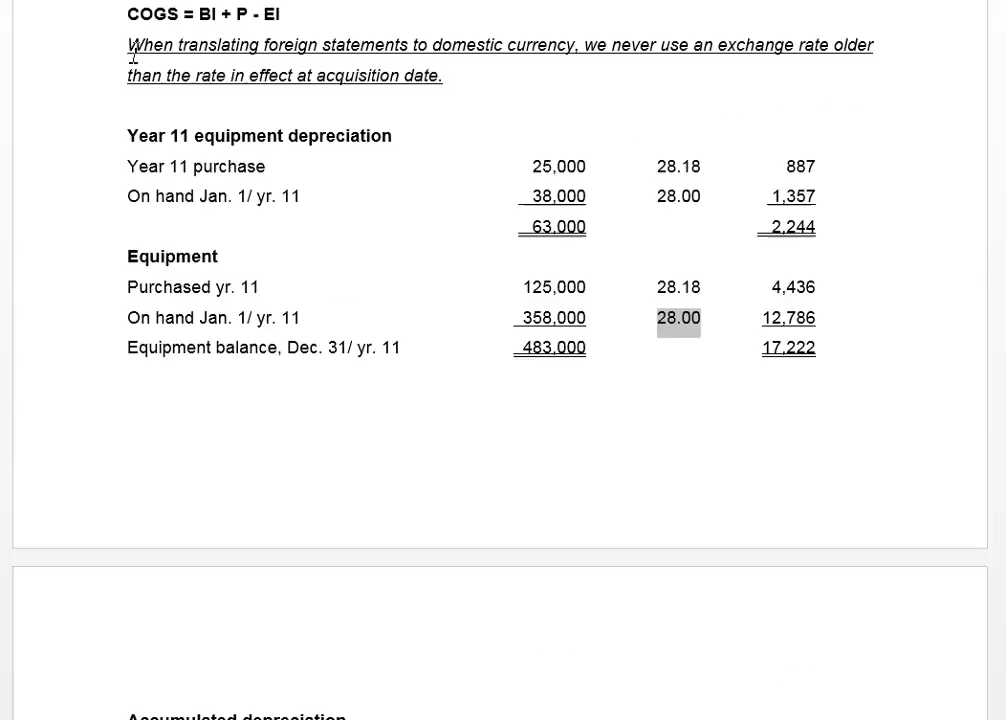 COGS = BI + P - EI
When translating foreign statements to domestic currency, we never use an exchange rate older
than the rate in effect at acquisition date.
Year 11 equipment depreciation
Year 11 purchase 25,000 28.18 887
On hand Jan. 1/ yr. 11 38,000 28.00 1,357
63,000 2,244
Equipment
Purchased yr. 11 125,000 28.18 4,436
On hand Jan. 1/ yr. 11 358,000 28.00 12,786
Equipment balance, Dec. 31/ yr. 11 483,000 17,222
Accumulated depreciation